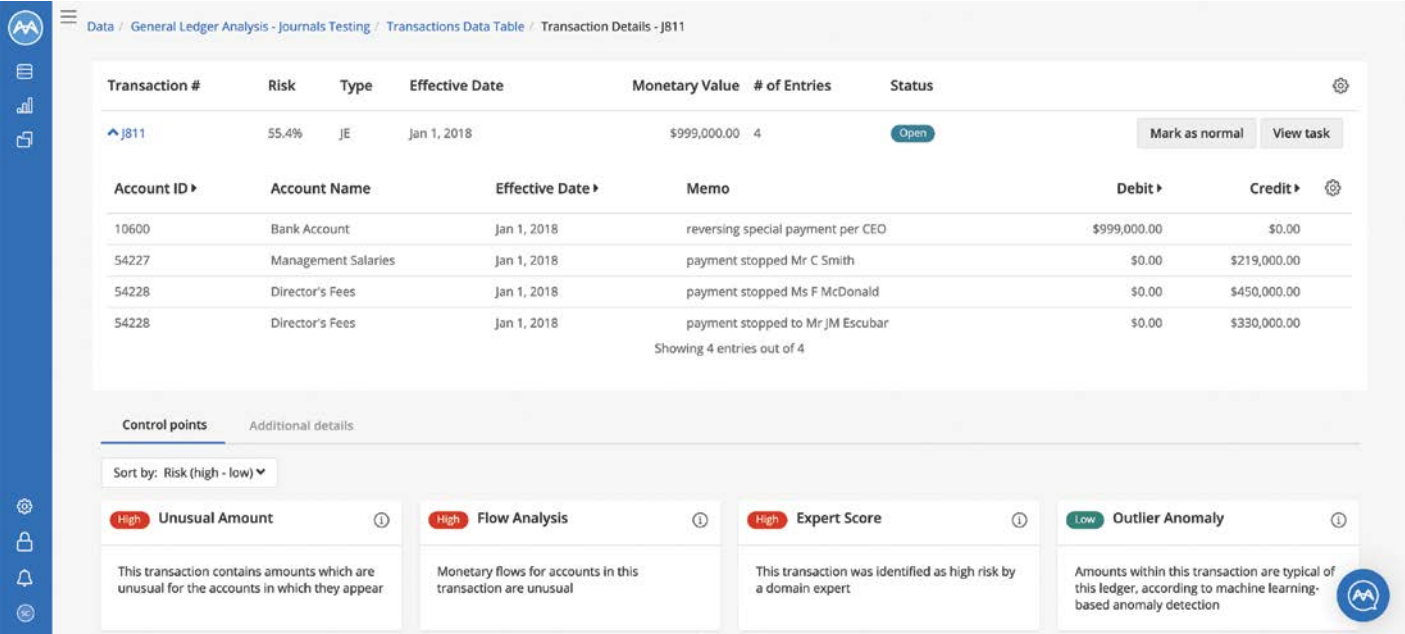 Data / General Ledger Analysis - Journals Testing / Transactions Data Table / Transaction Details - J811
Transaction # Risk Type Effective Date Monetary Value # of Entries Status
J811 55.4% JE Jan 1, 2018 $999,000.00 4 Open Mark as normal View task
Account ID Account Name Effective Date Memo Debit Credit
10600 Bank Account Jan 1, 2018 reversing special payment per CEO $999,000.00 $0.00
54227 Management Salaries Jan 1, 2018 payment stopped Mr C Smith $0.00 $219,000.00
54228 Director's Fees Jan 1, 2018 payment stopped Ms F McDonald $0.00 $450,000.00
54228 Director's Fees Jan 1, 2018 payment stopped to Mr JM Escubar $0.00 $330,000.00
Showing 4 entries out of 4
Control points Additional details
Sort by: Risk (high - low)
High Unusual Amount
This transaction contains amounts which are
unusual for the accounts in which they appear
High Flow Analysis
Monetary flows for accounts in this
transaction are unusual
High Expert Score
This transaction was identified as high risk by
a domain expert
Low Outlier Anomaly
Amounts within this transaction are typical of
this ledger, according to machine learning-
based anomaly detection
SC